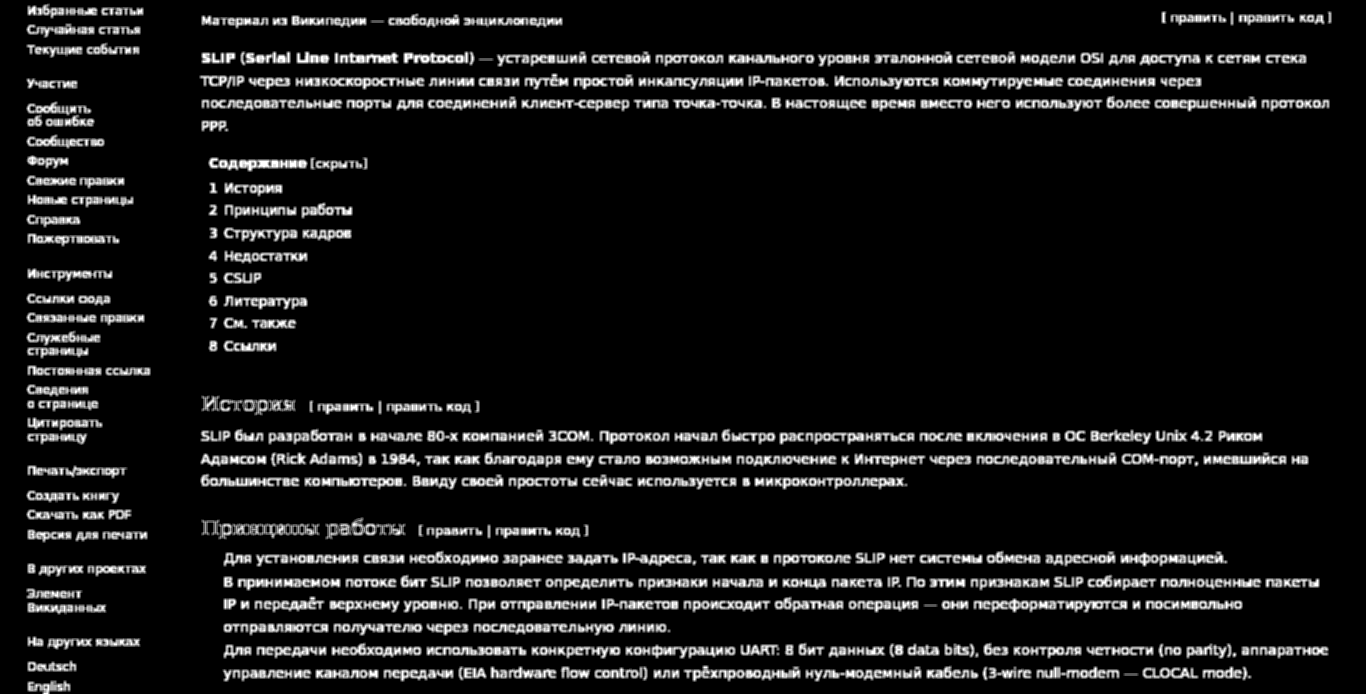 Избранные статьи
Случайная статья
Текущие события
Участие
Сообщить
об ошибке
Сообщество
Форум
Свежие правки
Новые страницы
Справка
Пожертвовать
Инструменты
Ссылки сюда
Связанные правки
Служебные
страницы
Постоянная ссылка
Сведения
о странице
Цитировать
страницу
Печать/экспорт
Создать книгу
Скачать как PDF
Версия для печати
В других проектах
Элемент
Викиданных
На других языках
Deutsch
English
Материал из Википедии — свободной энциклопедии
[ править | править код ]
SLIP (Serial Line Internet Protocol) — устаревший сетевой протокол канального уровня эталонной сетевой модели OSI для доступа к сетям стека
TCP/IP через низкоскоростные линии связи путём простой инкапсуляции IP-пакетов. Используются коммутируемые соединения через
последовательные порты для соединений клиент-сервер типа точка-точка. В настоящее время вместо него используют более совершенный протокол
PPP.
Содержание [скрыть]
1 История
2 Принципы работы
3 Структура кадров
4 Недостатки
5 CSLIP
6 Литература
7 См. также
8 Ссылки
История [ править | править код ]
SLIP был разработан в начале 80-х компанией 3COM. Протокол начал быстро распространяться после включения в ОС Berkeley Unix 4.2 Риком
Адамсом (Rick Adams) в 1984, так как благодаря ему стало возможным подключение к Интернет через последовательный COM-порт, имевшийся на
большинстве компьютеров. Ввиду своей простоты сейчас используется в микроконтроллерах.
Принципы работы [ править | править код ]
Для установления связи необходимо заранее задать IP-адреса, так как в протоколе SLIP нет системы обмена адресной информацией.
В принимаемом потоке бит SLIP позволяет определить признаки начала и конца пакета IP. По этим признакам SLIP собирает полноценные пакеты
IP и передаёт верхнему уровню. При отправлении IP-пакетов происходит обратная операция — они переформатируются и посимвольно
отправляются получателю через последовательную линию.
Для передачи необходимо использовать конкретную конфигурацию UART: 8 бит данных (8 data bits), без контроля четности (no parity), аппаратное
управление каналом передачи (EIA hardware flow control) или трёхпроводный нуль-модемный кабель (3-wire null-modem — CLOCAL mode).